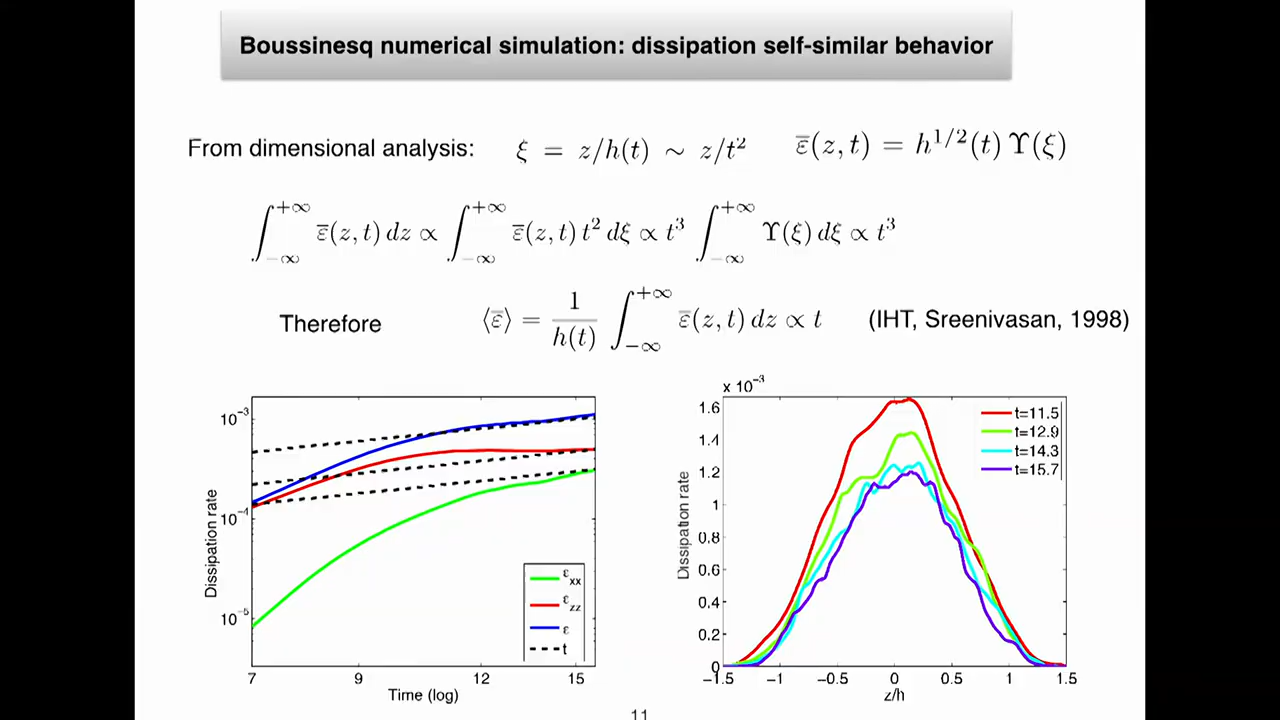 Boussinesq numerical simulation: dissipation self-similar behavior
From dimensional analysis: ξ = z/h(t) ∼ z/t² ε̅(z, t) = h^{1/2}(t) Υ(ξ)
∫_{−∞}^{+∞} ε̅(z, t) dz ∝ ∫_{−∞}^{+∞} ε̅(z, t) t² dξ ∝ t³ ∫_{−∞}^{+∞} Υ(ξ) dξ ∝ t³
Therefore ⟨ε̅⟩ = 1/h(t) ∫_{−∞}^{+∞} ε̅(z, t) dz ∝ t (IHT, Sreenivasan, 1998)
10⁻³
10⁻⁴
10⁻⁵
Dissipation rate
7 9 12 15
Time (log)
ε_xx
ε_zz
ε
t
x 10⁻³
1.6
1.4
1.2
1
0.8
0.6
0.4
0.2
0
Dissipation rate
−1.5 −1 −0.5 0 0.5 1 1.5
z/h
t=11.5
t=12.9
t=14.3
t=15.7
11